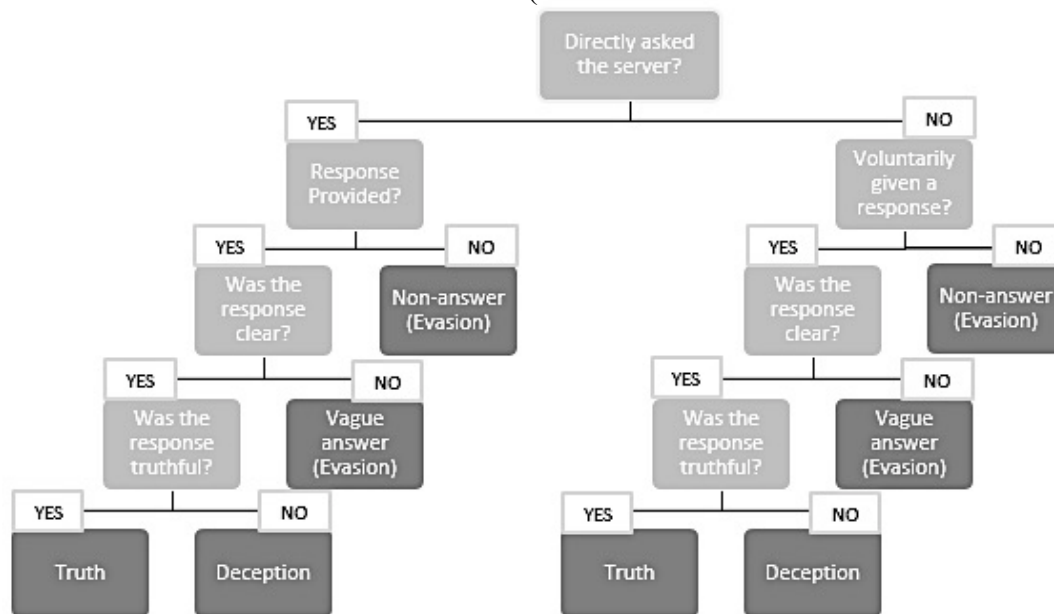 (
Directly asked
the server?
YES
NO
Response
Provided?
Voluntarily
given a
response?
YES
NO
YES
NO
Was the
response
clear?
Non-answer
(Evasion)
Was the
response
clear?
Non-answer
(Evasion)
YES
NO
YES
NO
Was the
response
truthful?
Vague
answer
(Evasion)
Was the
response
truthful?
Vague
answer
(Evasion)
YES
NO
YES
NO
Truth
Deception
Truth
Deception